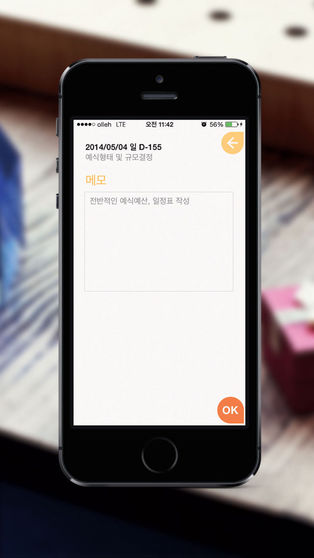 olleh LTE 오전 11:42 56%
2014/05/04 일 D-155
예식형태 및 규모결정
메모
전반적인 예식예산, 일정표 작성
OK